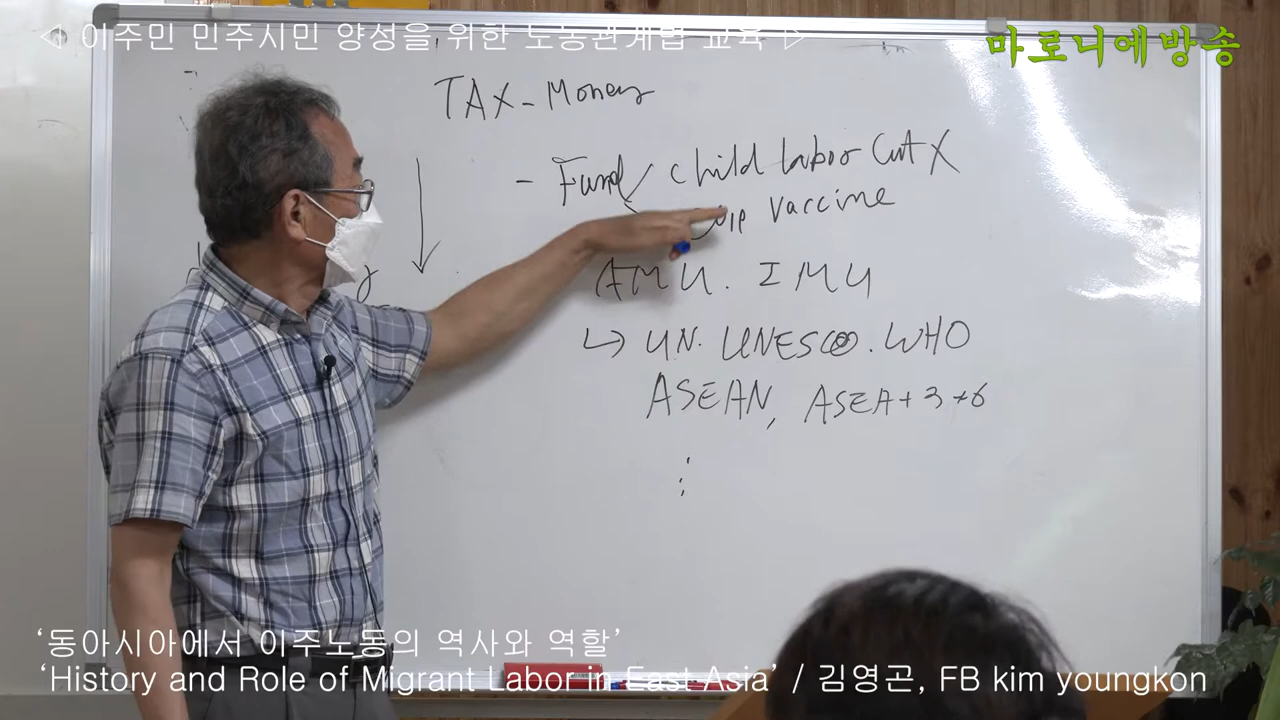 ◁ 이주민 민주시민 양성을 위한 노동관계법 교육 ▷
마로니에방송
TAX - Money
- Fund child labor Cut X
vaccine
AMU. IMU
↳ UN. UNESCO. WHO
ASEAN, ASEA+3+6
⋮
‘동아시아에서 이주노동의 역사와 역할’
‘History and Role of Migrant Labor in East Asia’ / 김영곤, FB kim youngkon